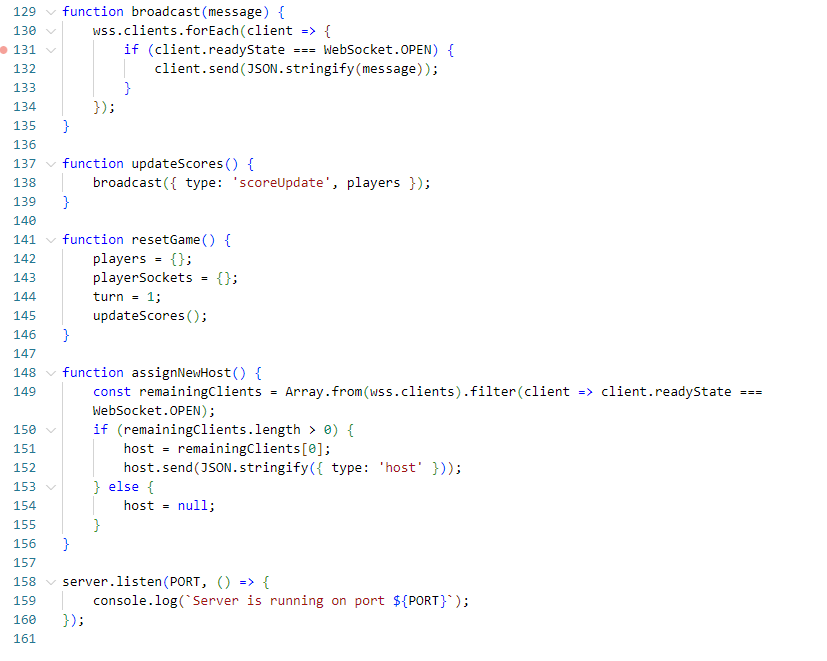 129 function broadcast(message) {
130     wss.clients.forEach(client => {
131         if (client.readyState === WebSocket.OPEN) {
132             client.send(JSON.stringify(message));
133         }
134     });
135 }
136
137 function updateScores() {
138     broadcast({ type: 'scoreUpdate', players });
139 }
140
141 function resetGame() {
142     players = {};
143     playerSockets = {};
144     turn = 1;
145     updateScores();
146 }
147
148 function assignNewHost() {
149     const remainingClients = Array.from(wss.clients).filter(client => client.readyState ===
WebSocket.OPEN);
150     if (remainingClients.length > 0) {
151         host = remainingClients[0];
152         host.send(JSON.stringify({ type: 'host' }));
153     } else {
154         host = null;
155     }
156 }
157
158 server.listen(PORT, () => {
159     console.log(`Server is running on port ${PORT}`);
160 });
161